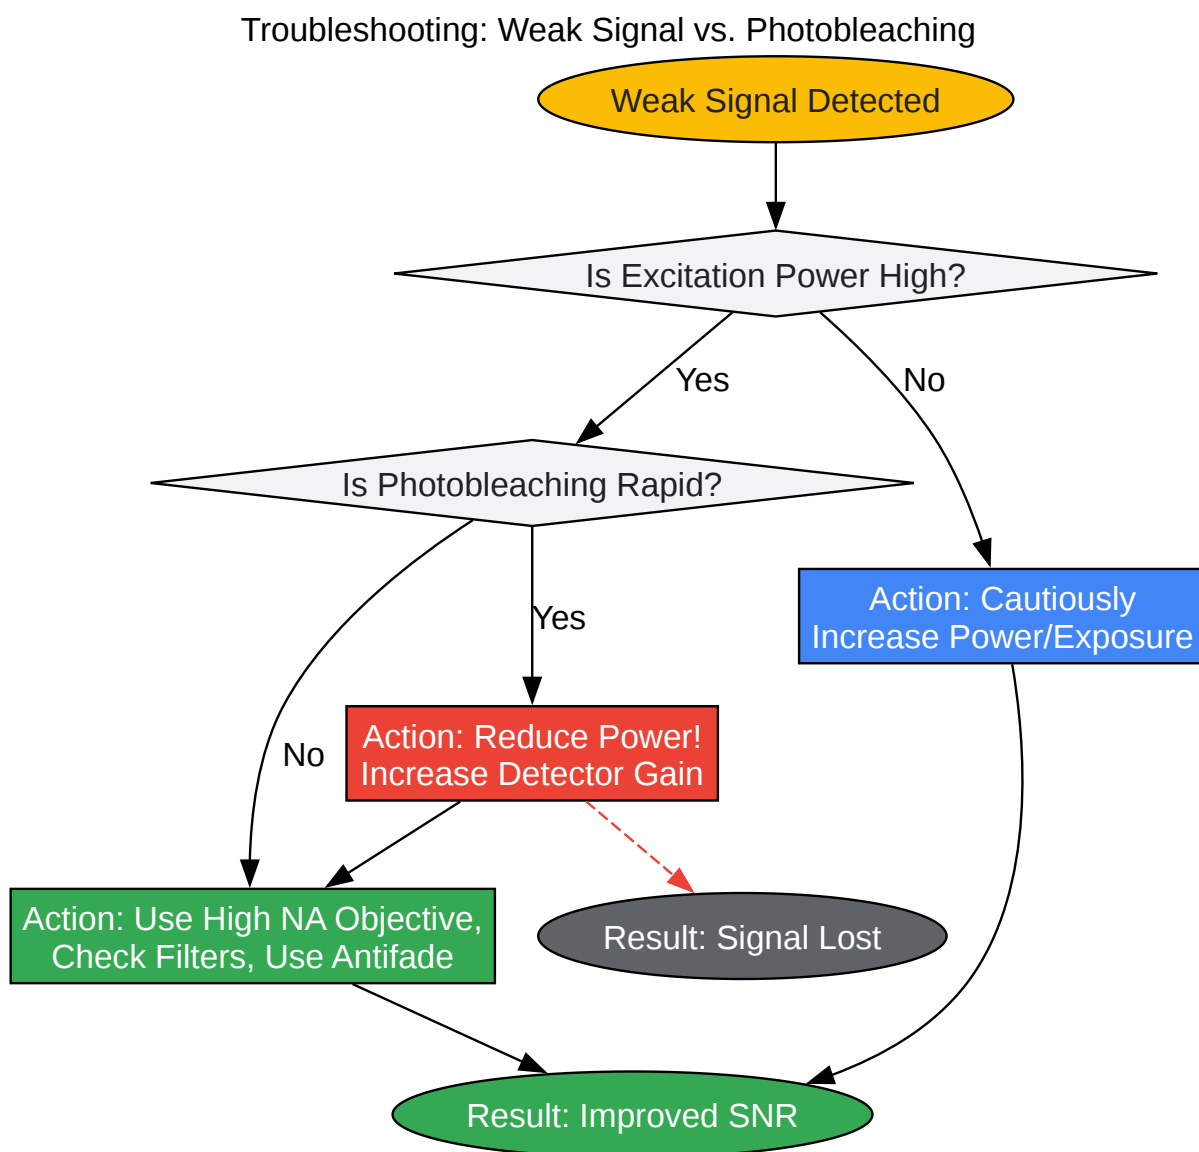 Troubleshooting: Weak Signal vs. Photobleaching
Weak Signal Detected
Is Excitation Power High?
Yes
No
Is Photobleaching Rapid?
Action: Cautiously
Increase Power/Exposure
Yes
No
Action: Reduce Power!
Increase Detector Gain
Action: Use High NA Objective,
Check Filters, Use Antifade
Result: Signal Lost
Result: Improved SNR